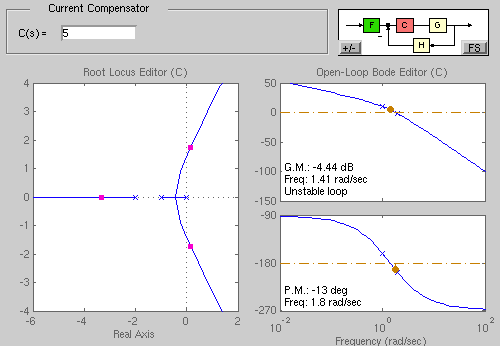 Current Compensator
C(s) =
5
F
C
G
H
+/-
FS
Root Locus Editor (C)
4
3
2
1
0
-1
-2
-3
-4
-6
-4
-2
0
2
Real Axis
Open-Loop Bode Editor (C)
50
0
-50
-100
-150
G.M.: -4.44 dB
Freq: 1.41 rad/sec
Unstable loop
-90
-180
-270
P.M.: -13 deg
Freq: 1.8 rad/sec
10^-2
10^0
10^2
Frequency (rad/sec)